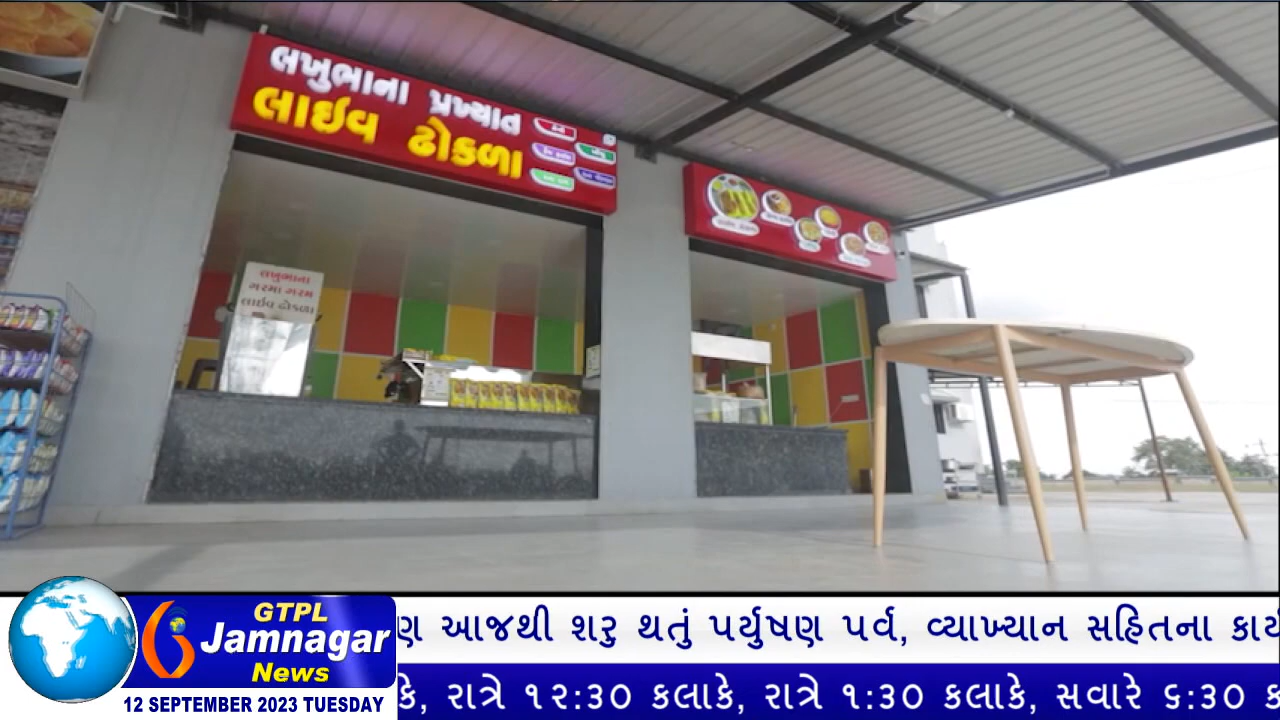 લખુભાના પ્રખ્યાત
લાઇવ ઢોકળા
લખુભાના
ગરમા ગરમ
લાઈવ ઢોકળા
GTPL
Jamnagar
News
12 SEPTEMBER 2023 TUESDAY
ણ આજથી શરુ થતું પર્યુષણ પર્વ, વ્યાખ્યાન સહિતના કાર્ય
કે, રાત્રે ૧૨:૩૦ કલાકે, રાત્રે ૧:૩૦ કલાકે, સવારે ૬:૩૦ ક